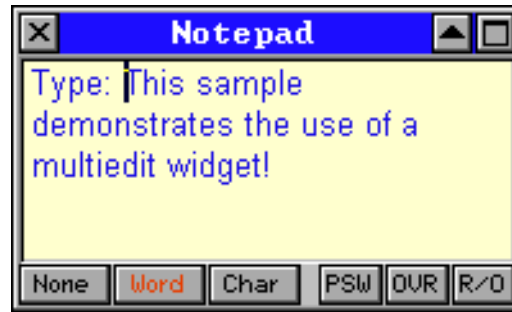 Notepad
Type: This sample
demonstrates the use of a
multiedit widget!
None Word Char PSW OVR R/O